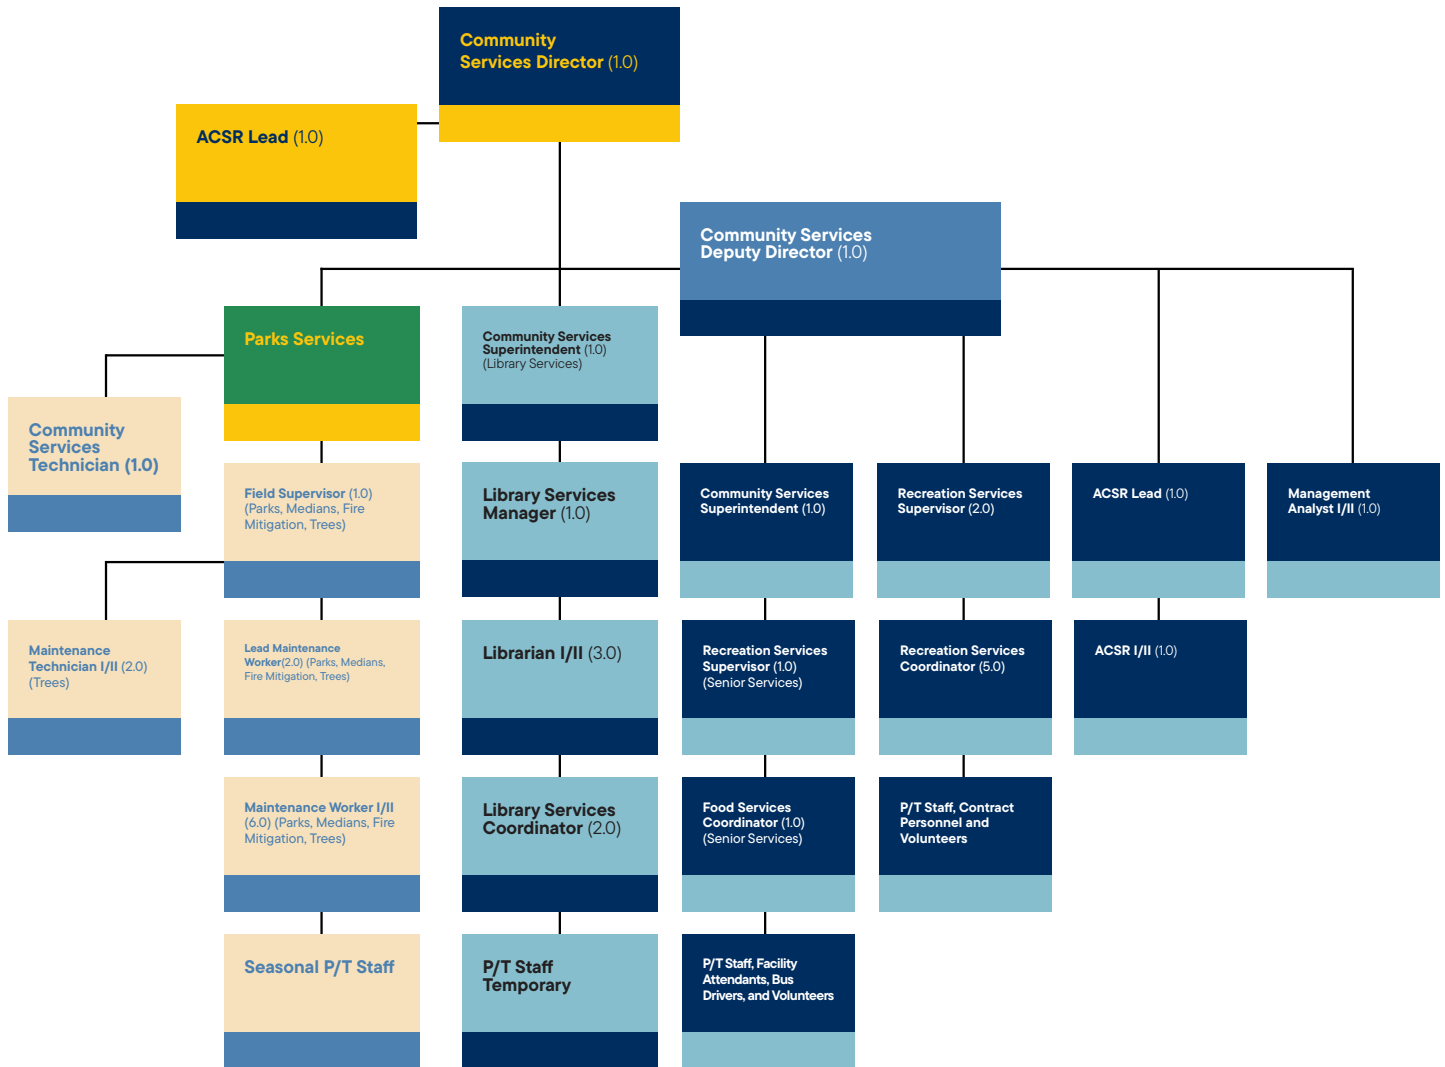 Community
Services Director (1.0)
ACSR Lead (1.0)
Community Services
Deputy Director (1.0)
Parks Services
Community Services
Superintendent (1.0)
(Library Services)
Community
Services
Technician (1.0)
Field Supervisor (1.0)
(Parks, Medians, Fire
Mitigation, Trees)
Library Services
Manager (1.0)
Community Services
Superintendent (1.0)
Recreation Services
Supervisor (2.0)
ACSR Lead (1.0)
Management
Analyst I/II (1.0)
Maintenance
Technician I/II (2.0)
(Trees)
Lead Maintenance
Worker(2.0) (Parks, Medians,
Fire Mitigation, Trees)
Librarian I/II (3.0)
Recreation Services
Supervisor (1.0)
(Senior Services)
Recreation Services
Coordinator (5.0)
ACSR I/II (1.0)
Maintenance Worker I/II
(6.0) (Parks, Medians, Fire
Mitigation, Trees)
Library Services
Coordinator (2.0)
Food Services
Coordinator (1.0)
(Senior Services)
P/T Staff, Contract
Personnel and
Volunteers
Seasonal P/T Staff
P/T Staff
Temporary
P/T Staff, Facility
Attendants, Bus
Drivers, and Volunteers